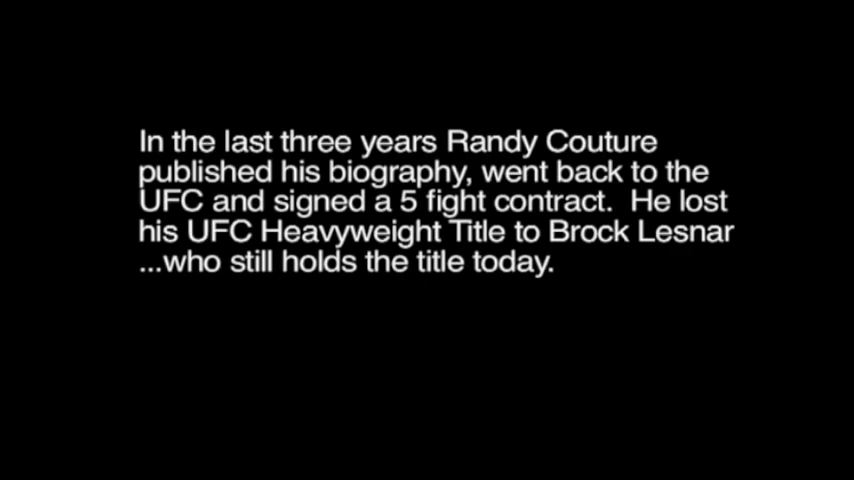 In the last three years Randy Couture
published his biography, went back to the
UFC and signed a 5 fight contract.  He lost
his UFC Heavyweight Title to Brock Lesnar
...who still holds the title today.